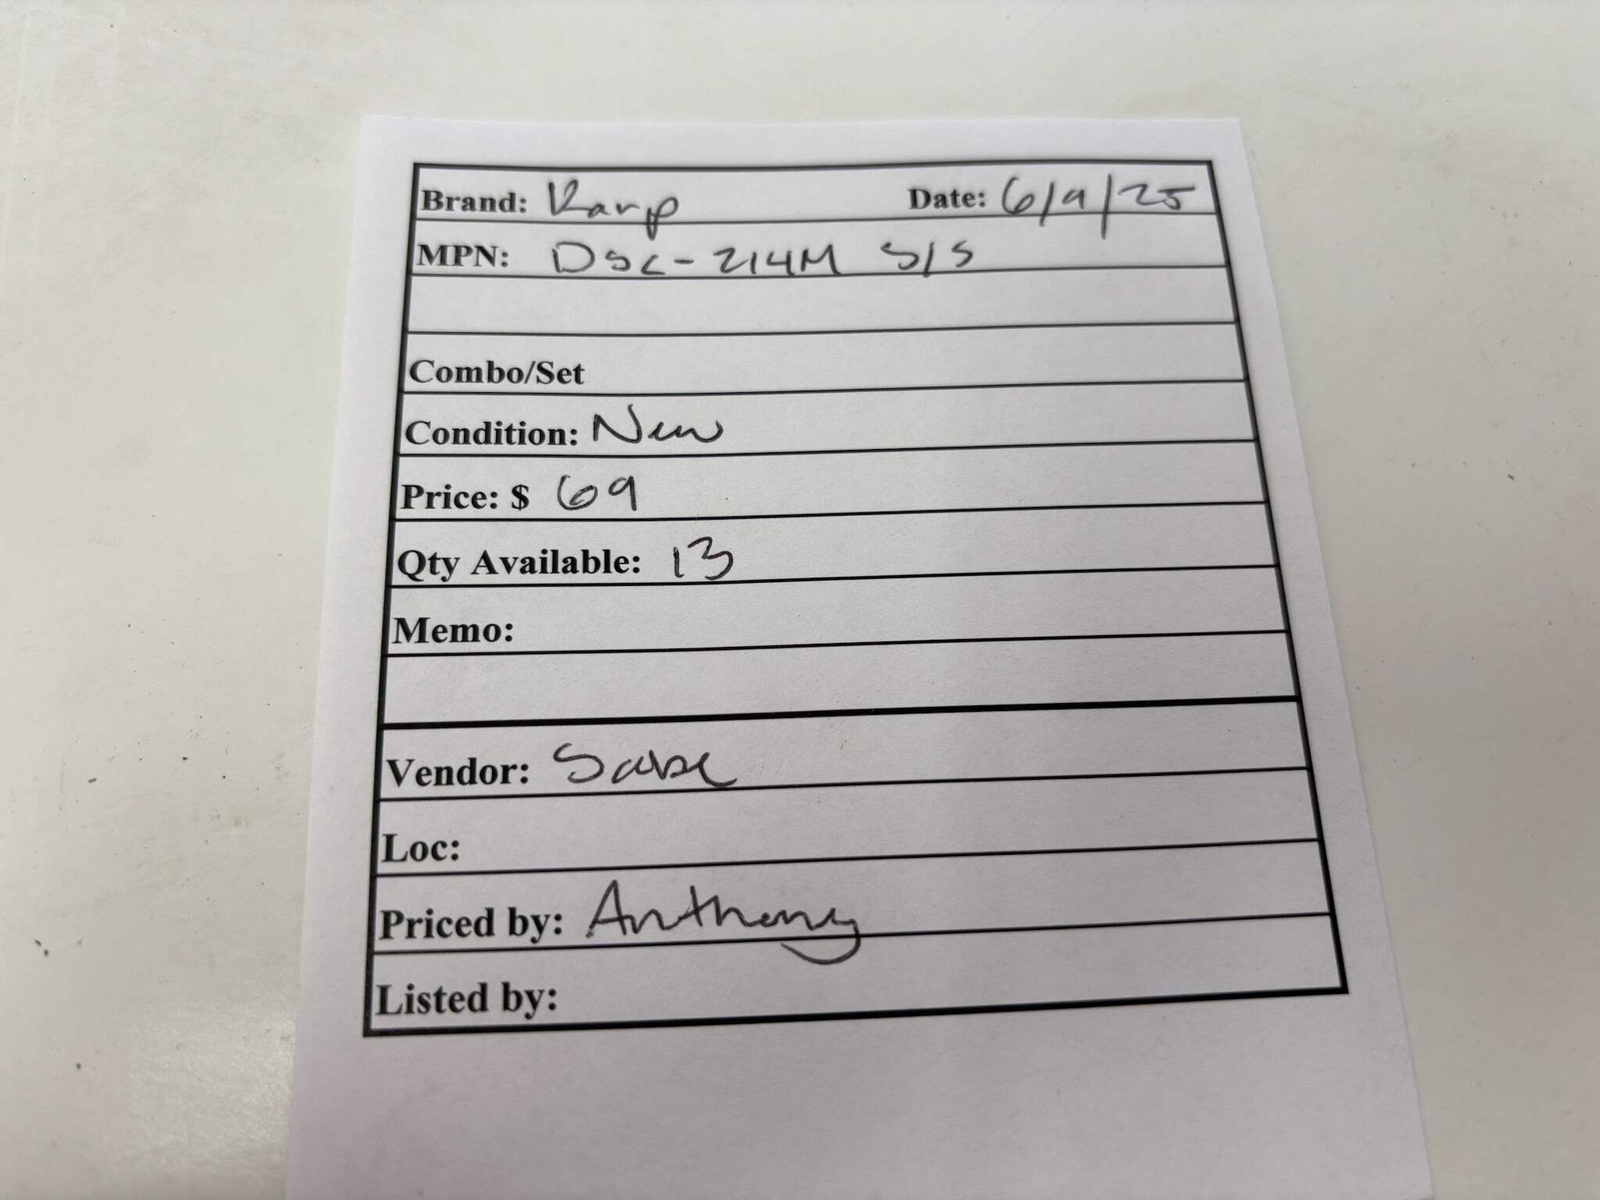 Brand: Karp Date: 6/9/25
MPN: DSC-214M S/S
Combo/Set
Condition: New
Price: $ 69
Qty Available: 13
Memo:
Vendor: Sabe
Loc:
Priced by: Anthony
Listed by: